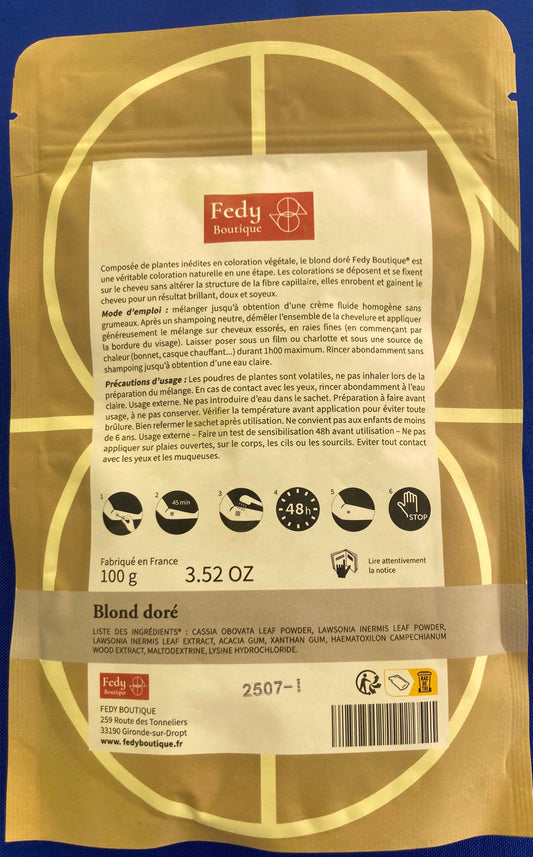 Fedy
Boutique
Composée de plantes inédites en coloration végétale, le blond doré Fedy Boutique® est
une véritable coloration naturelle en une étape. Les colorations se déposent et se fixent
sur le cheveu sans altérer la structure de la fibre capillaire, elles enrobent et gainent le
cheveu pour un résultat brillant, doux et soyeux.
Mode d'emploi : mélanger jusqu'à obtention d'une crème fluide homogène sans
grumeaux. Après un shampoing neutre, démêler l'ensemble de la chevelure et appliquer
généreusement le mélange sur cheveux essorés, en raies fines (en commençant par
la bordure du visage). Laisser poser sous un film ou charlotte et sous une source de
chaleur (bonnet, casque chauffant...) durant 1h00 maximum. Rincer abondamment sans
shampoing jusqu'à obtention d'une eau claire.
Précautions d'usage : Les poudres de plantes sont volatiles, ne pas inhaler lors de la
préparation du mélange. En cas de contact avec les yeux, rincer abondamment à l'eau
claire. Usage externe. Ne pas introduire d'eau dans le sachet. Préparation à faire avant
usage, à ne pas conserver. Vérifier la température avant application pour éviter toute
brûlure. Bien refermer le sachet après utilisation. Ne convient pas aux enfants de moins
de 6 ans. Usage externe – Faire un test de sensibilisation 48h avant utilisation – Ne pas
appliquer sur plaies ouvertes, sur le corps, les cils ou les sourcils. Eviter tout contact
avec les yeux et les muqueuses.
1 2 3 4 5 6
45 min
48h
STOP
Fabriqué en France
100 g 3.52 OZ
Lire attentivement
la notice
Blond doré
LISTE DES INGRÉDIENTS* : CASSIA OBOVATA LEAF POWDER, LAWSONIA INERMIS LEAF POWDER,
LAWSONIA INERMIS LEAF EXTRACT, ACACIA GUM, XANTHAN GUM, HAEMATOXILON CAMPECHIANUM
WOOD EXTRACT, MALTODEXTRINE, LYSINE HYDROCHLORIDE.
Fedy
Boutique
2507-1
BAC
DE
TRI
FEDY BOUTIQUE
259 Route des Tonneliers
33190 Gironde-sur-Dropt
www.fedyboutique.fr